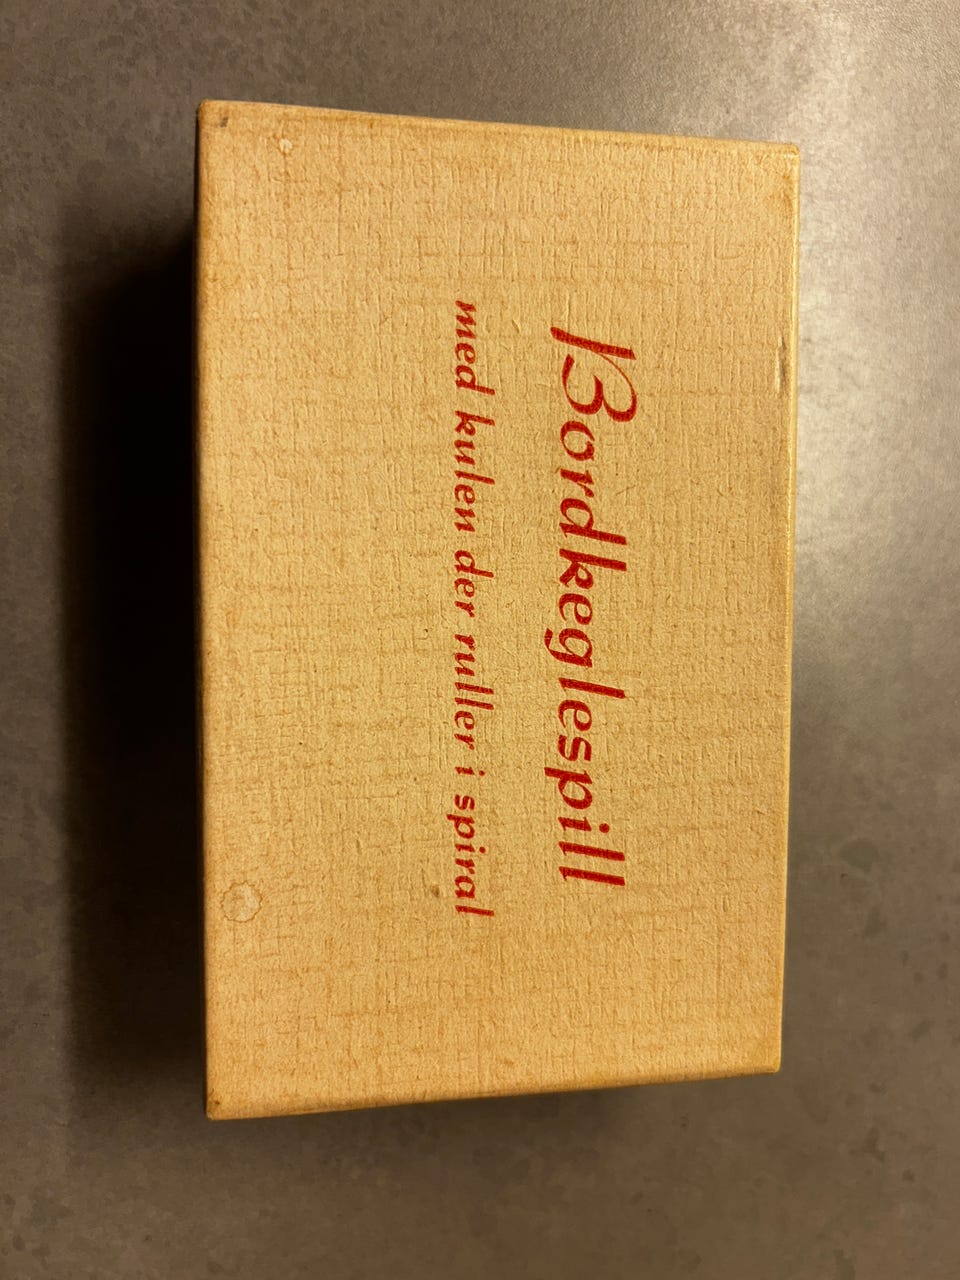 Bordkeglespill
med kulen der ruller i spiral